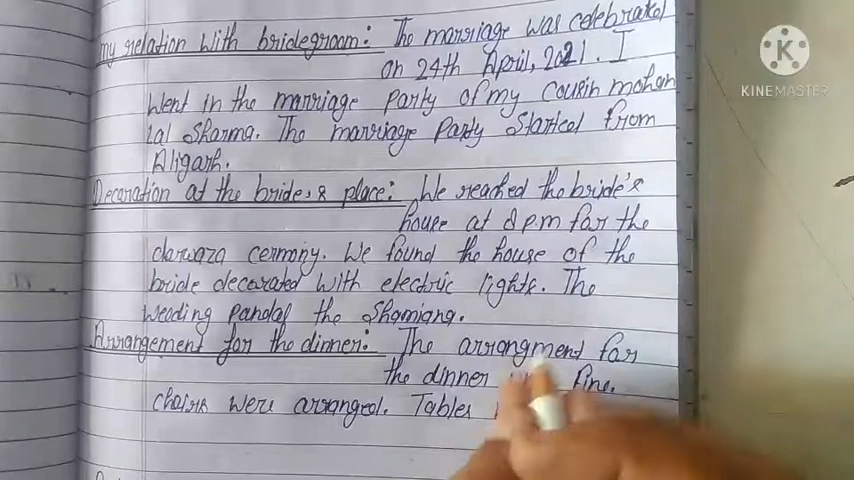 my relation with bridegroom: The marriage was celebrated
on 24th April, 2021. I
went in the marriage party of my cousin mohan
Lal Sharma. The marriage Party Started from
Aligarh.
Decoration at the bride,s place: We reached the bride's
house at 8 pm for the
darwaza cermony. We found the house of the
bride decorated with electric lights. The
weading pandal the Shamiana.
Arrangement for the dinner: The arrangment for
the dinner fine.
chairs were arranged. Tables
K
KINEMASTER